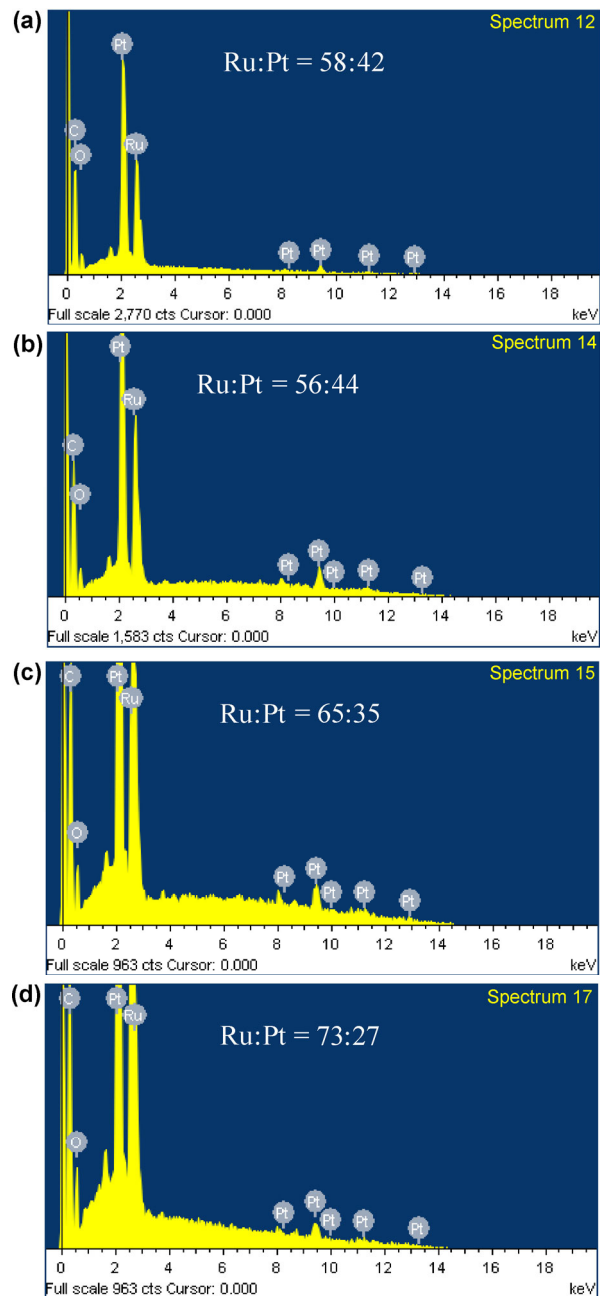 (a)
Spectrum 12
Pt
Ru:Pt = 58:42
C
O
Ru
Pt Pt Pt Pt
0 2 4 6 8 10 12 14 16 18
Full scale 2,770 cts Cursor: 0.000 keV
(b)
Spectrum 14
Pt
Ru:Pt = 56:44
Ru
C
O
Pt Pt Pt Pt Pt
0 2 4 6 8 10 12 14 16 18
Full scale 1,583 cts Cursor: 0.000 keV
(c)
Spectrum 15
C Pt
Ru
Ru:Pt = 65:35
O
Pt Pt Pt Pt Pt
0 2 4 6 8 10 12 14 16 18
Full scale 963 cts Cursor: 0.000 keV
(d)
Spectrum 17
C Pt
Ru
Ru:Pt = 73:27
O
Pt Pt Pt Pt Pt
0 2 4 6 8 10 12 14 16 18
Full scale 963 cts Cursor: 0.000 keV